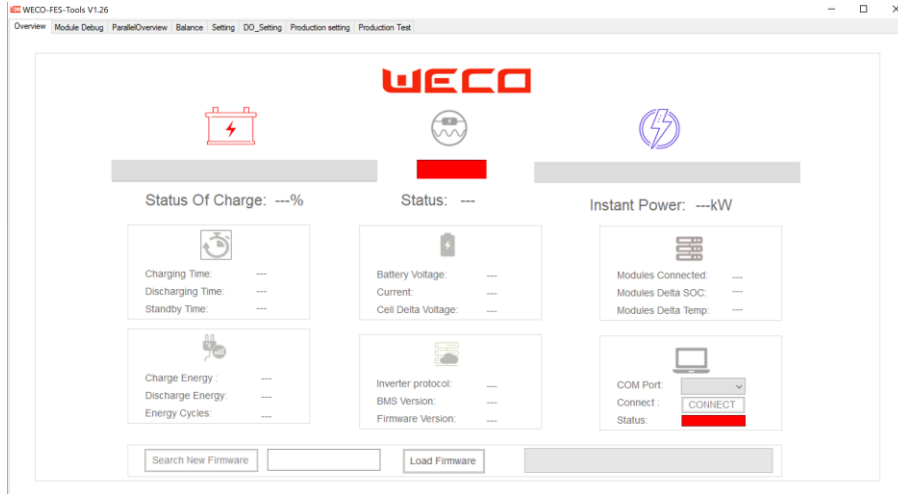 WECO-FES-Tools V1.26
Overview Module Debug ParallelOverview Balance Setting DO_Setting Production setting Production Test
WECO
Status Of Charge: ---%
Status: ---
Instant Power: ---kW
Charging Time: ---
Discharging Time: ---
Standby Time: ---
Battery Voltage: ---
Current: ---
Cell Delta Voltage: ---
Modules Connected: ---
Modules Delta SOC: ---
Modules Delta Temp: ---
Charge Energy : ---
Discharge Energy: ---
Energy Cycles: ---
Inverter protocol: ---
BMS Version: ---
Firmware Version: ---
COM Port:
Connect : CONNECT
Status:
Search New Firmware Load Firmware